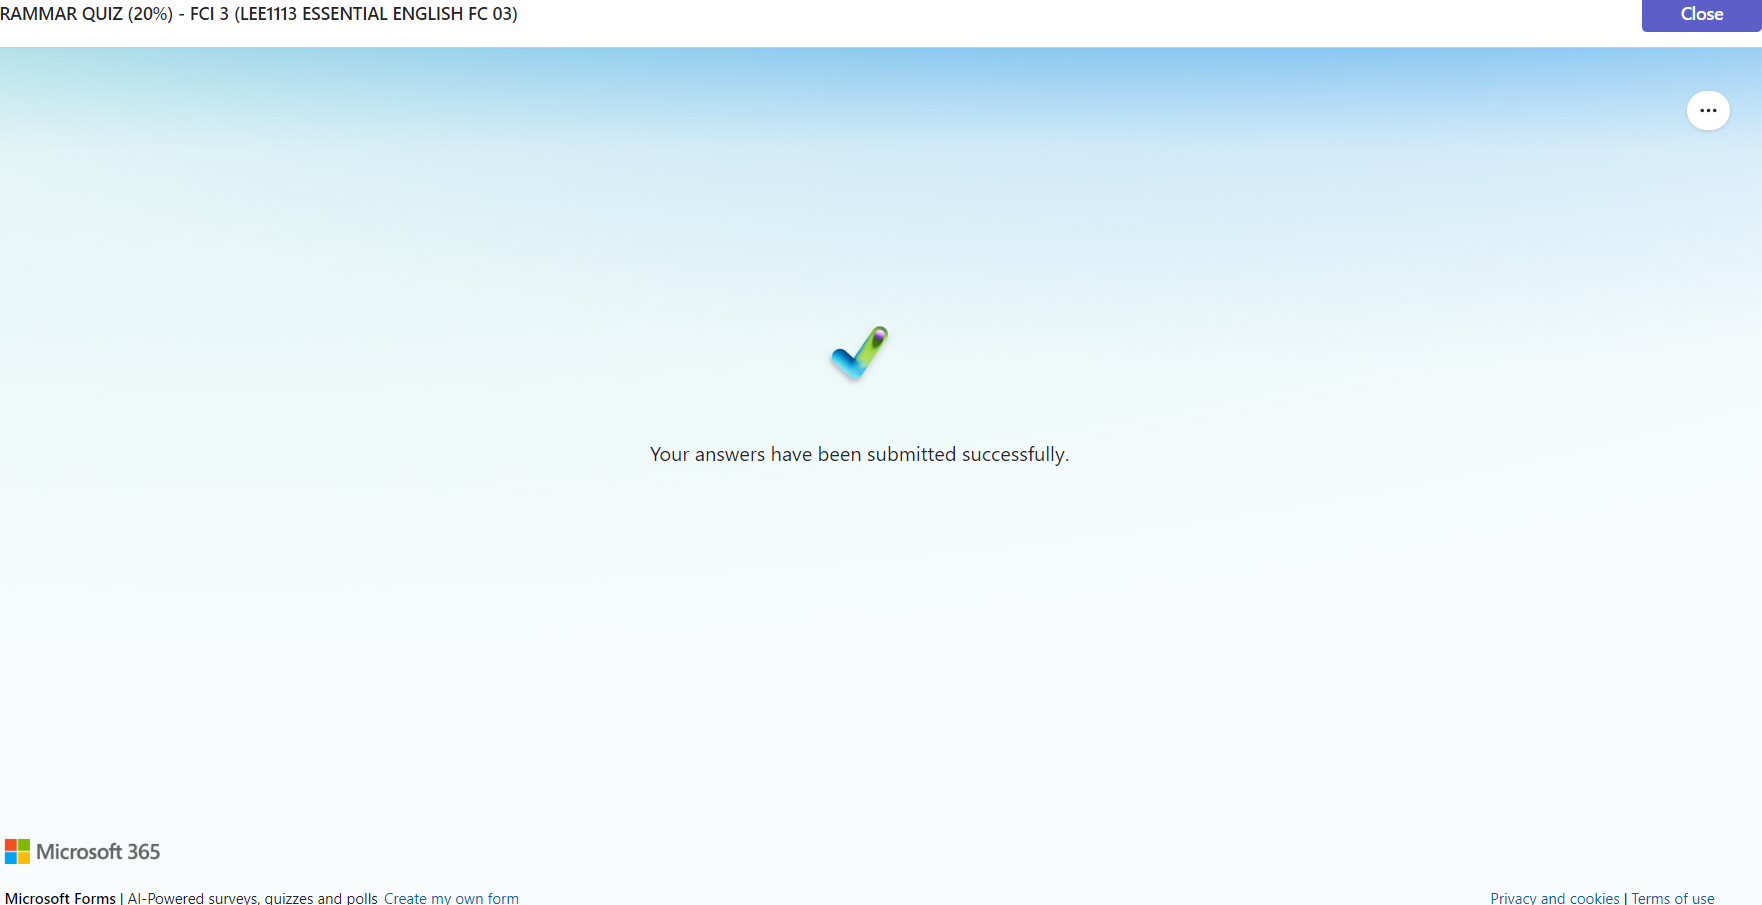 RAMMAR QUIZ (20%) - FCI 3 (LEE1113 ESSENTIAL ENGLISH FC 03)
Close
Your answers have been submitted successfully.
Microsoft 365
Microsoft Forms | AI-Powered surveys, quizzes and polls Create my own form
Privacy and cookies | Terms of use